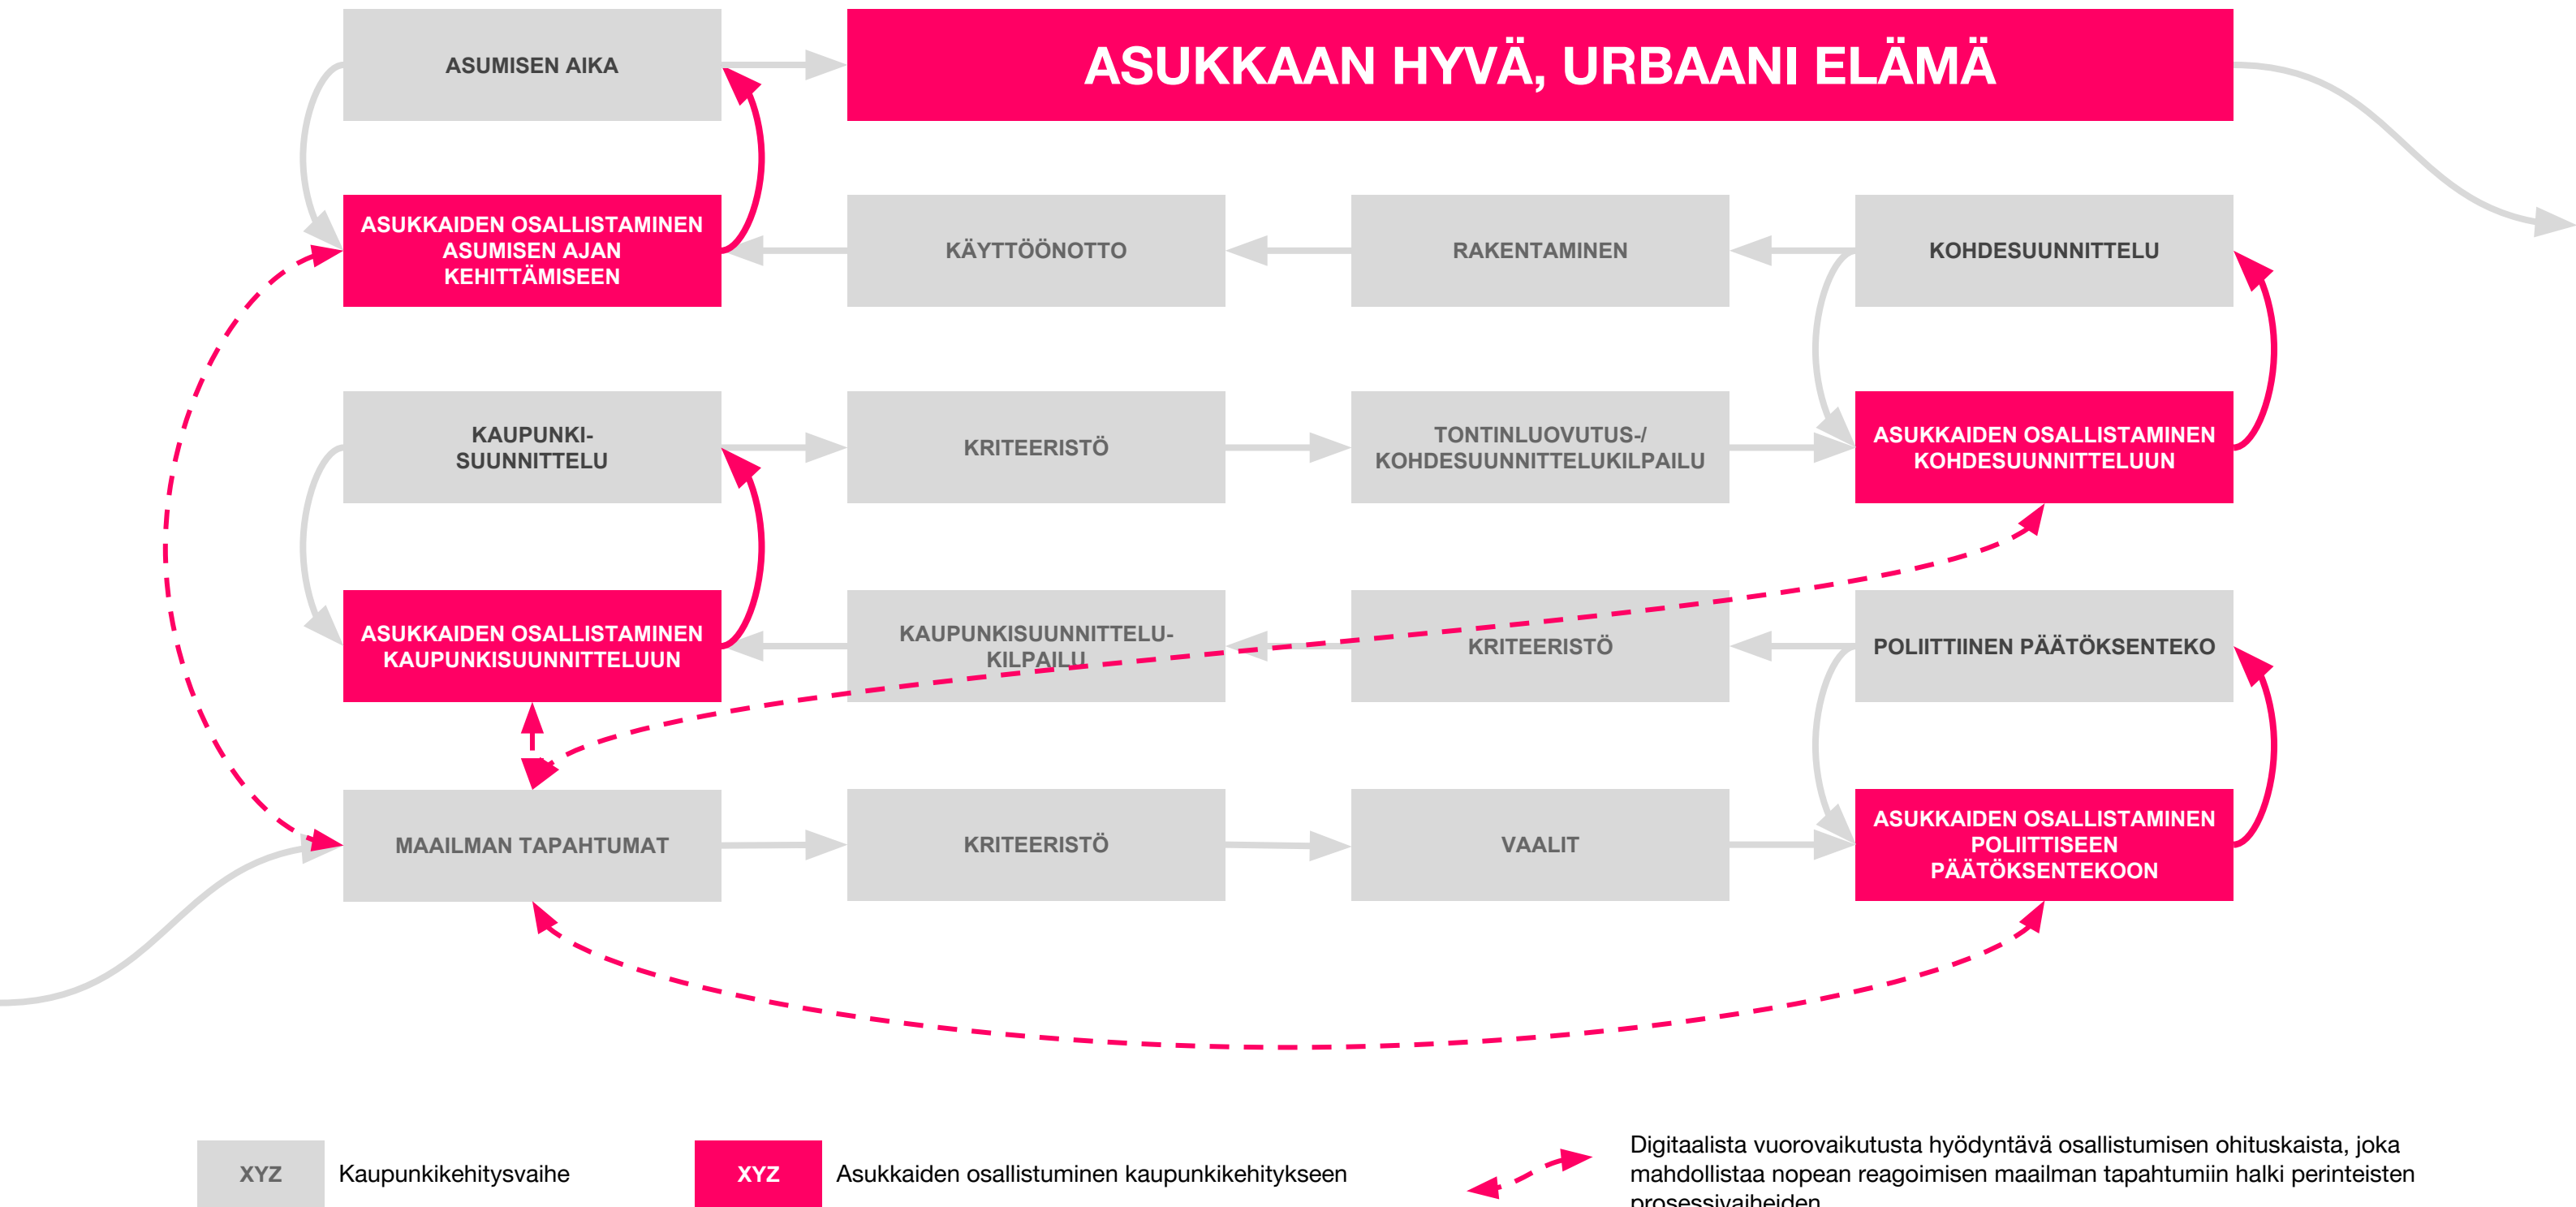 ASUMISEN AIKA
ASUKKAAN HYVÄ, URBAANI ELÄMÄ
ASUKKAIDEN OSALLISTAMINEN
ASUMISEN AJAN
KEHITTÄMISEEN
KÄYTTÖÖNOTTO
RAKENTAMINEN
KOHDESUUNNITTELU
KAUPUNKI-
SUUNNITTELU
KRITEERISTÖ
TONTINLUOVUTUS-/
KOHDESUUNNITTELUKILPAILU
ASUKKAIDEN OSALLISTAMINEN
KOHDESUUNNITTELUUN
ASUKKAIDEN OSALLISTAMINEN
KAUPUNKISUUNNITTELUUN
KAUPUNKISUUNNITTELU-
KILPAILU
KRITEERISTÖ
POLIITTINEN PÄÄTÖKSENTEKO
MAAILMAN TAPAHTUMAT
KRITEERISTÖ
VAALIT
ASUKKAIDEN OSALLISTAMINEN
POLIITTISEEN
PÄÄTÖKSENTEKOON
XYZ
Kaupunkikehitysvaihe
XYZ
Asukkaiden osallistuminen kaupunkikehitykseen
Digitaalista vuorovaikutusta hyödyntävä osallistumisen ohituskaista, joka
mahdollistaa nopean reagoimisen maailman tapahtumiin halki perinteisten
prosessivaiheiden